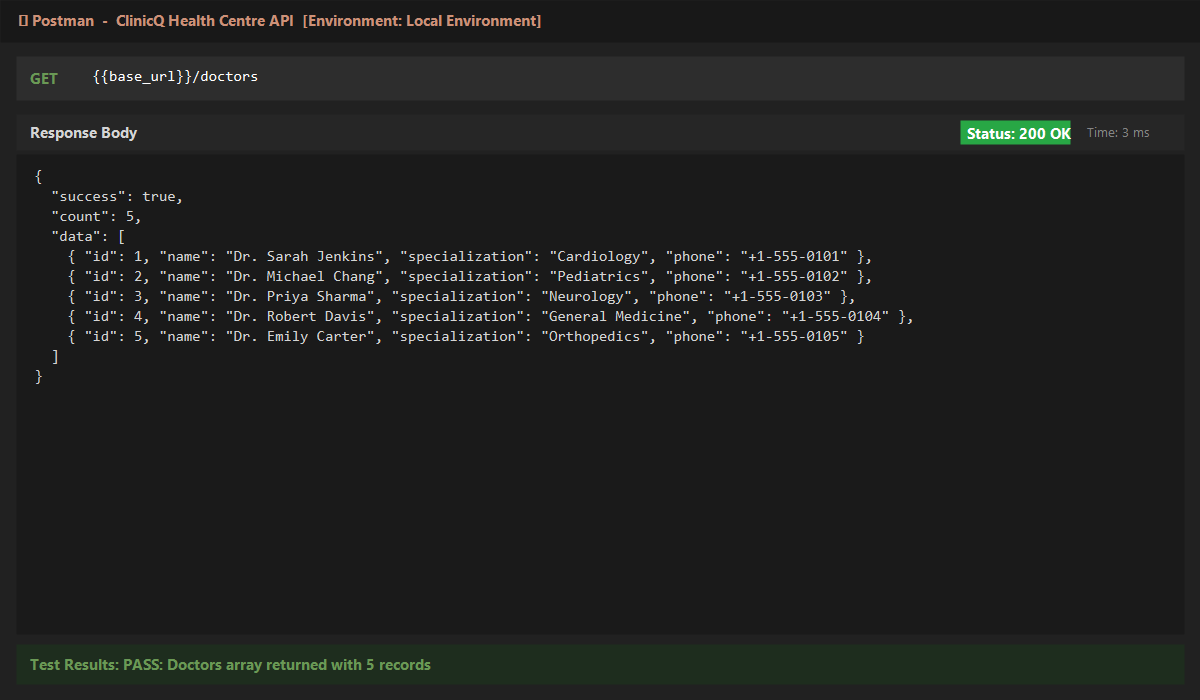 Postman - ClinicQ Health Centre API [Environment: Local Environment]
GET {{base_url}}/doctors
Response Body Status: 200 OK Time: 3 ms
{
  "success": true,
  "count": 5,
  "data": [
    { "id": 1, "name": "Dr. Sarah Jenkins", "specialization": "Cardiology", "phone": "+1-555-0101" },
    { "id": 2, "name": "Dr. Michael Chang", "specialization": "Pediatrics", "phone": "+1-555-0102" },
    { "id": 3, "name": "Dr. Priya Sharma", "specialization": "Neurology", "phone": "+1-555-0103" },
    { "id": 4, "name": "Dr. Robert Davis", "specialization": "General Medicine", "phone": "+1-555-0104" },
    { "id": 5, "name": "Dr. Emily Carter", "specialization": "Orthopedics", "phone": "+1-555-0105" }
  ]
}
Test Results: PASS: Doctors array returned with 5 records